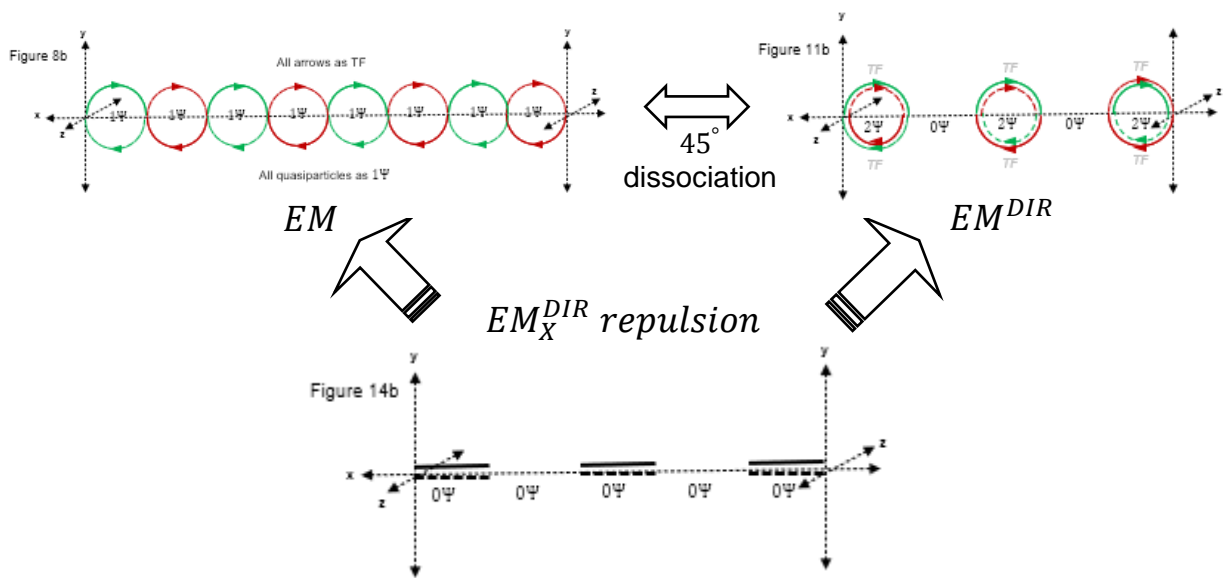 y
y
Figure 8b
All arrows as TF
1Ψ 1Ψ 1Ψ 1Ψ 1Ψ 1Ψ 1Ψ 1Ψ
x
z
z
All quasiparticles as 1Ψ
EM
45°
dissociation
y
Figure 11b
TF TF TF
z
x
2Ψ 0Ψ 2Ψ 0Ψ 2Ψ
z
TF TF TF
EM^DIR
EM_X^DIR repulsion
y
y
Figure 14b
z
x
z
0Ψ 0Ψ 0Ψ 0Ψ 0Ψ